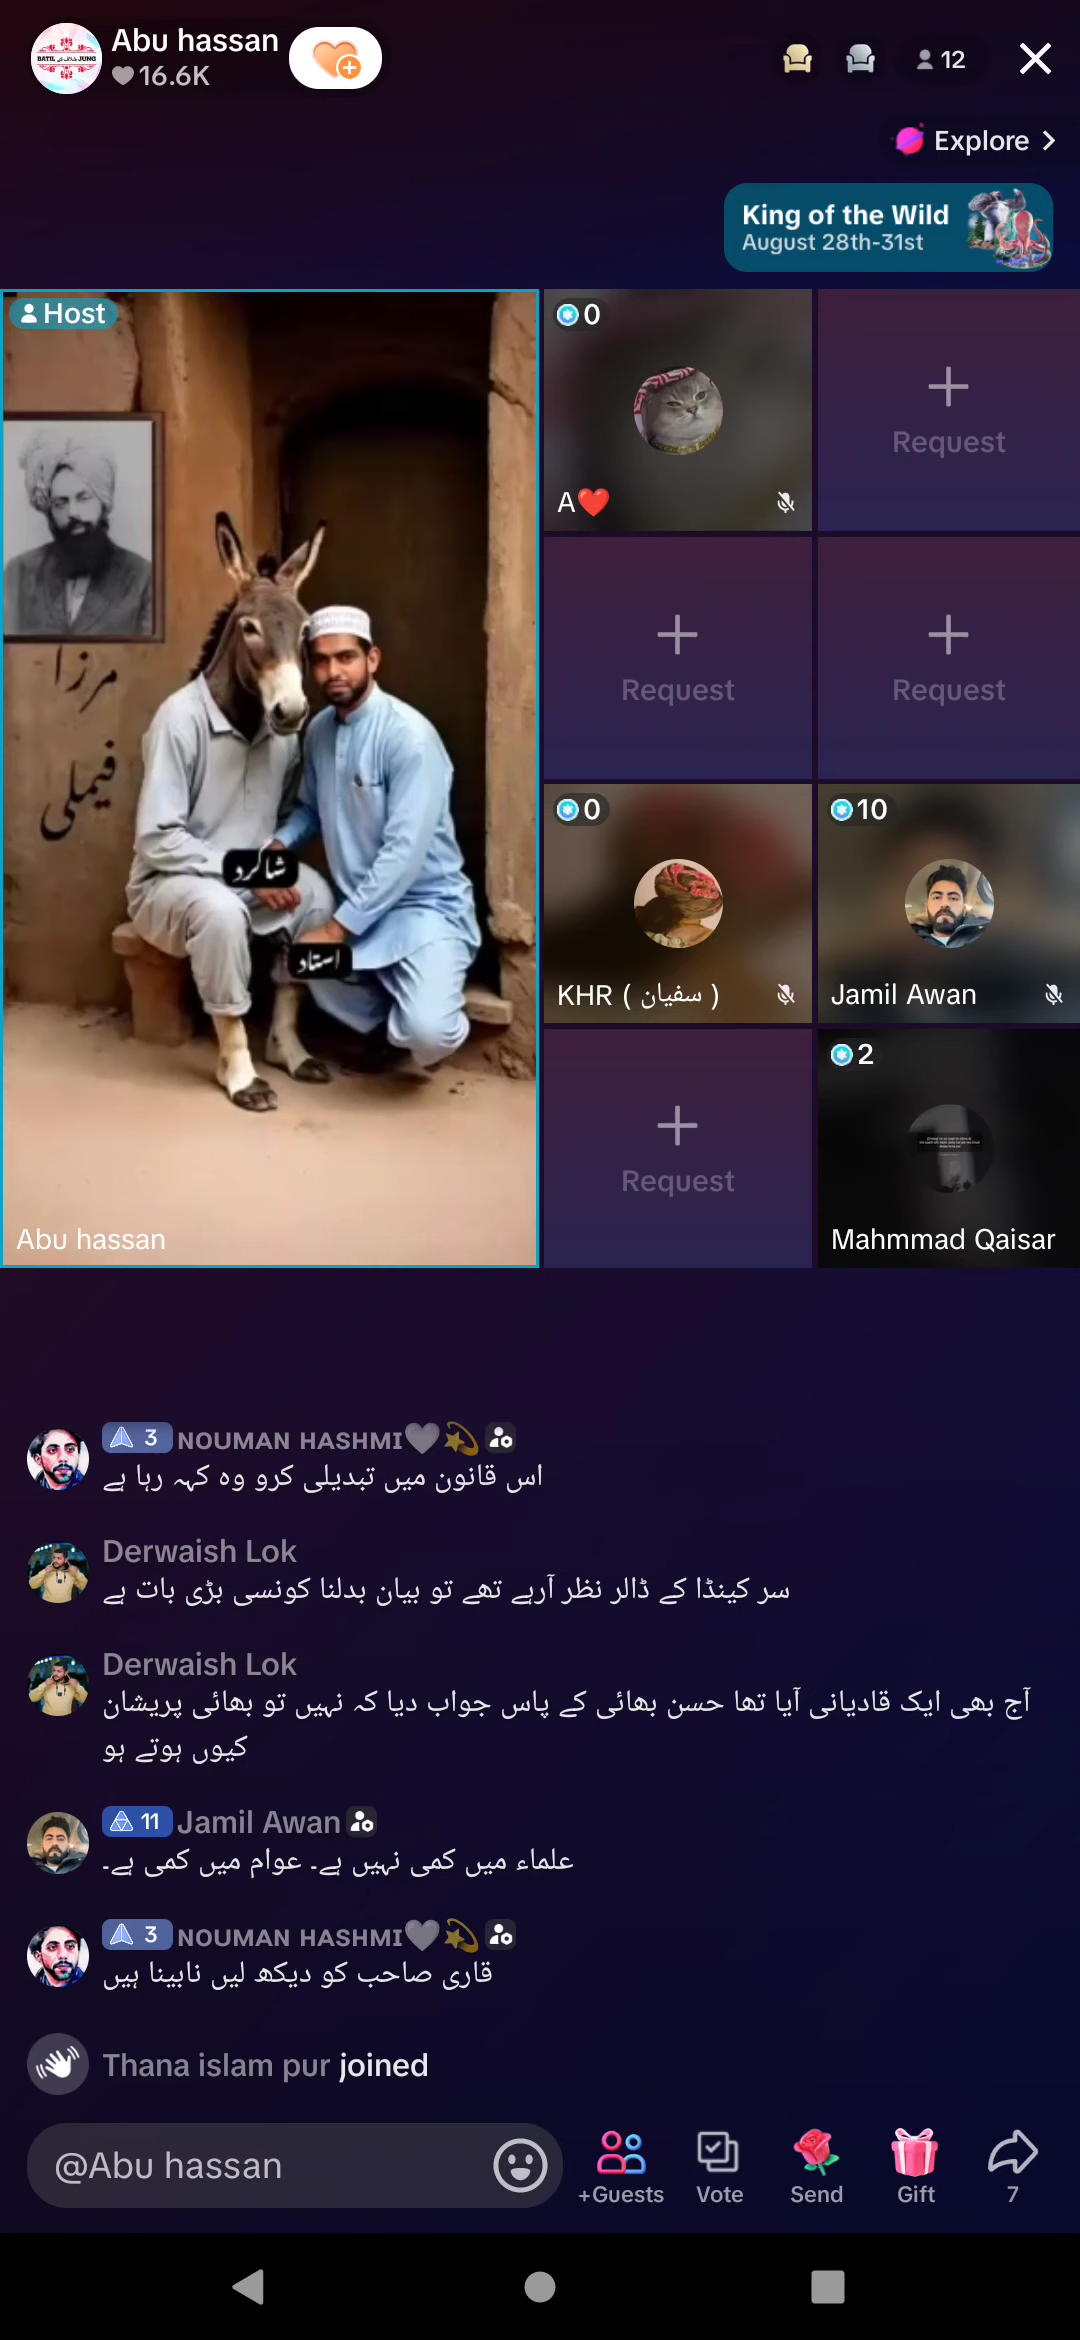 Abu hassan
16.6K
12
BATIL کے خلاف JUNG
Explore
King of the Wild
August 28th-31st
Host
مرزا
فیملی
شاگرد
استاد
Abu hassan
0
A❤️
Request
Request
Request
0
KHR ( سفیان )
10
Jamil Awan
Request
2
Mahmmad Qaisar
3 NOUMAN HASHMI🤍💫
اس قانون میں تبدیلی کرو وہ کہہ رہا ہے
Derwaish Lok
سر کینڈا کے ڈالر نظر آرہے تھے تو بیان بدلنا کونسی بڑی بات ہے
Derwaish Lok
آج بھی ایک قادیانی آیا تھا حسن بھائی کے پاس جواب دیا کہ نہیں تو بھائی پریشان
کیوں ہوتے ہو
11 Jamil Awan
علماء میں کمی نہیں ہے۔ عوام میں کمی ہے۔
3 NOUMAN HASHMI🤍💫
قاری صاحب کو دیکھ لیں نابینا ہیں
Thana islam pur joined
@Abu hassan
+Guests
Vote
Send
Gift
7